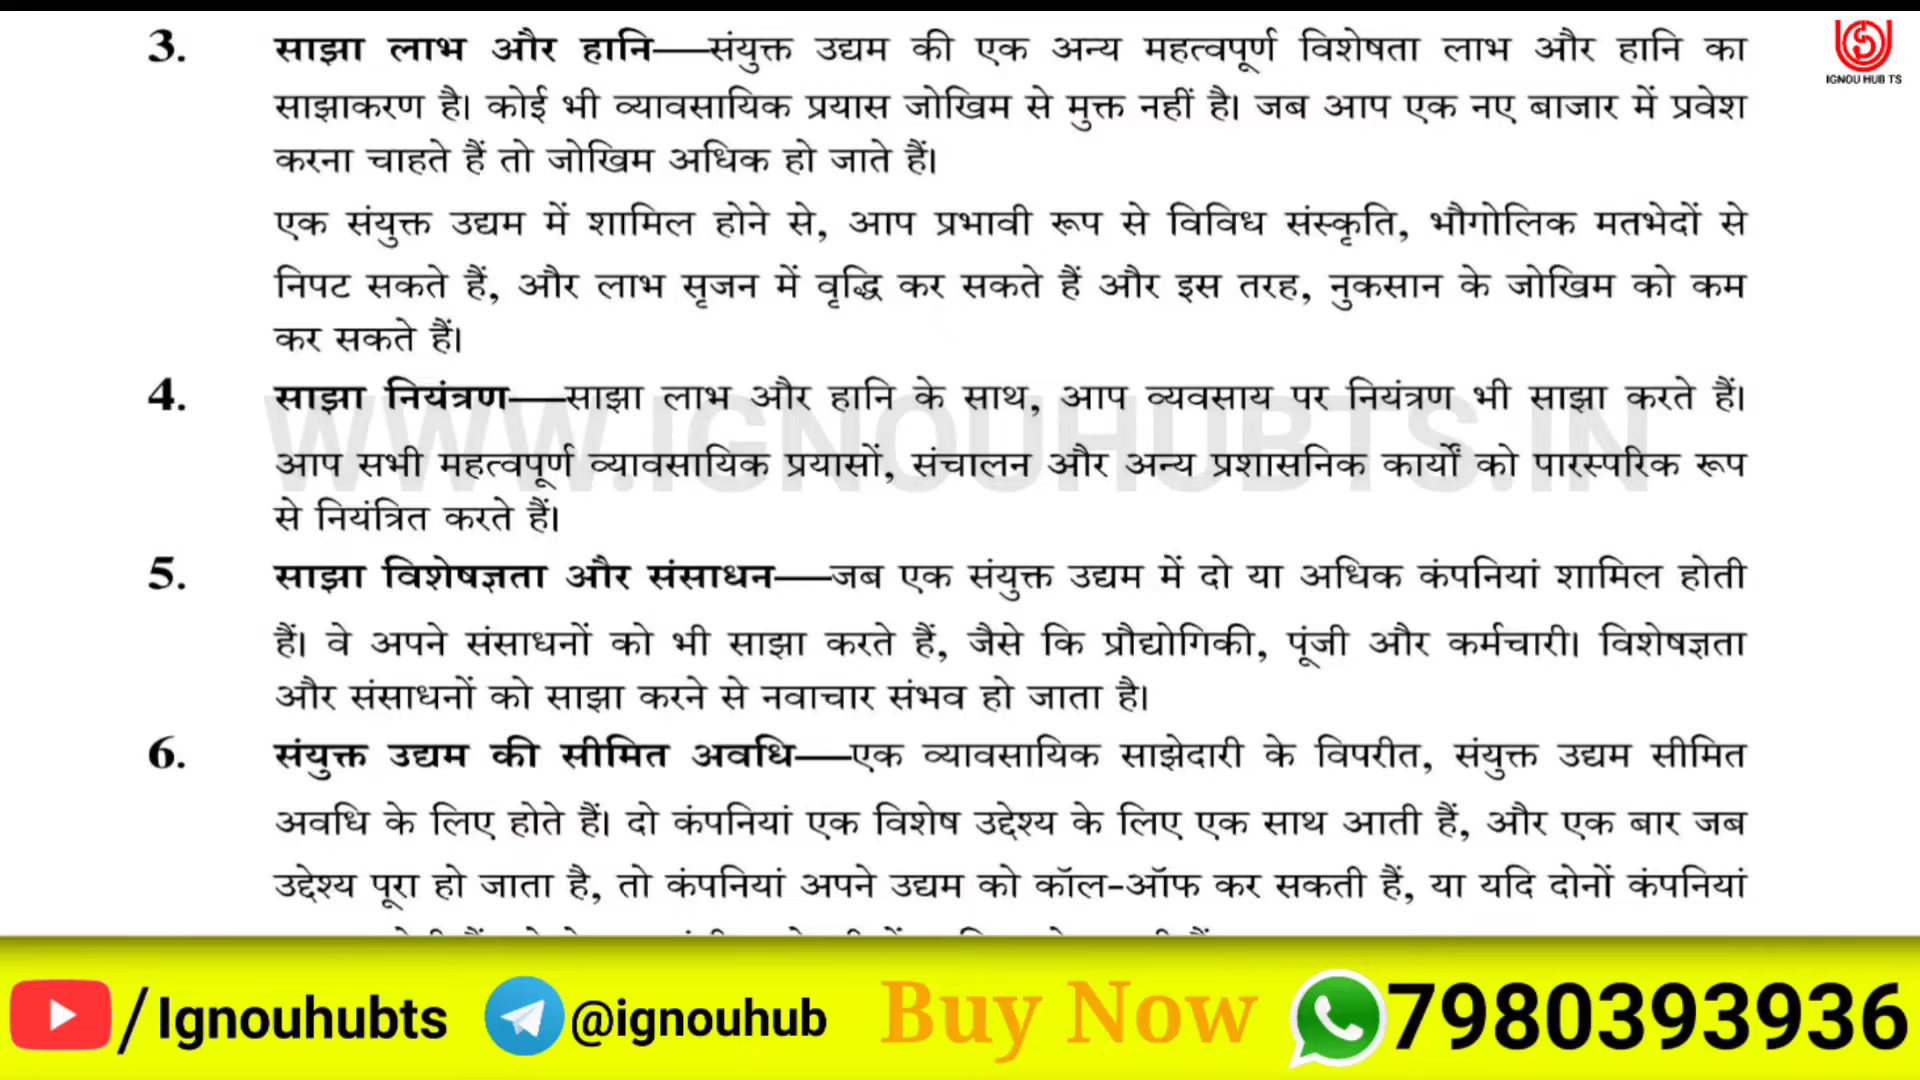 3. साझा लाभ और हानि—संयुक्त उद्यम की एक अन्य महत्वपूर्ण विशेषता लाभ और हानि का
साझाकरण है। कोई भी व्यावसायिक प्रयास जोखिम से मुक्त नहीं है। जब आप एक नए बाजार में प्रवेश
करना चाहते हैं तो जोखिम अधिक हो जाते हैं।
एक संयुक्त उद्यम में शामिल होने से, आप प्रभावी रूप से विविध संस्कृति, भौगोलिक मतभेदों से
निपट सकते हैं, और लाभ सृजन में वृद्धि कर सकते हैं और इस तरह, नुकसान के जोखिम को कम
कर सकते हैं।
4. साझा नियंत्रण—साझा लाभ और हानि के साथ, आप व्यवसाय पर नियंत्रण भी साझा करते हैं।
आप सभी महत्वपूर्ण व्यावसायिक प्रयासों, संचालन और अन्य प्रशासनिक कार्यों को पारस्परिक रूप
से नियंत्रित करते हैं।
5. साझा विशेषज्ञता और संसाधन—जब एक संयुक्त उद्यम में दो या अधिक कंपनियां शामिल होती
हैं। वे अपने संसाधनों को भी साझा करते हैं, जैसे कि प्रौद्योगिकी, पूंजी और कर्मचारी। विशेषज्ञता
और संसाधनों को साझा करने से नवाचार संभव हो जाता है।
6. संयुक्त उद्यम की सीमित अवधि—एक व्यावसायिक साझेदारी के विपरीत, संयुक्त उद्यम सीमित
अवधि के लिए होते हैं। दो कंपनियां एक विशेष उद्देश्य के लिए एक साथ आती हैं, और एक बार जब
उद्देश्य पूरा हो जाता है, तो कंपनियां अपने उद्यम को कॉल-ऑफ कर सकती हैं, या यदि दोनों कंपनियां
WWW.IGNOUHUBTS.IN
IGNOU HUB TS
/Ignouhubts @ignouhub Buy Now 7980393936